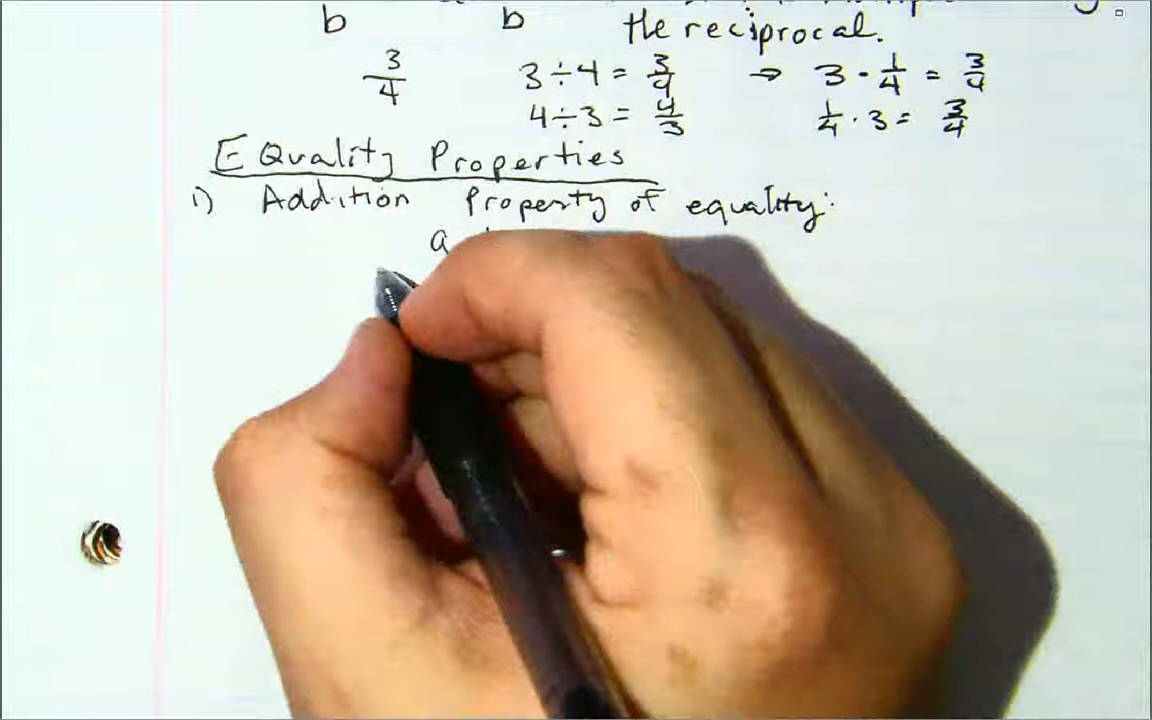 b b the reciprocal.
3/4 3 ÷ 4 = 3/4 → 3 · 1/4 = 3/4
4 ÷ 3 = 4/3 1/4 · 3 = 3/4
EQuality Properties
1) Addition Property of equality:
a